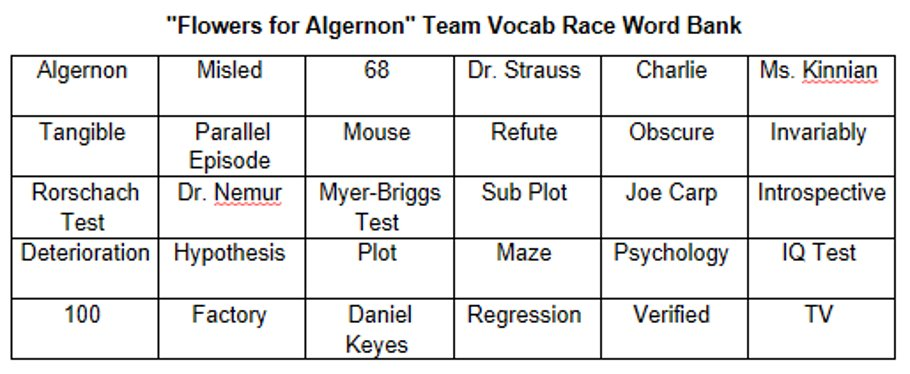 "Flowers for Algernon" Team Vocab Race Word Bank
Algernon Misled 68 Dr. Strauss Charlie Ms. Kinnian
Tangible Parallel Episode Mouse Refute Obscure Invariably
Rorschach Test Dr. Nemur Myer-Briggs Test Sub Plot Joe Carp Introspective
Deterioration Hypothesis Plot Maze Psychology IQ Test
100 Factory Daniel Keyes Regression Verified TV